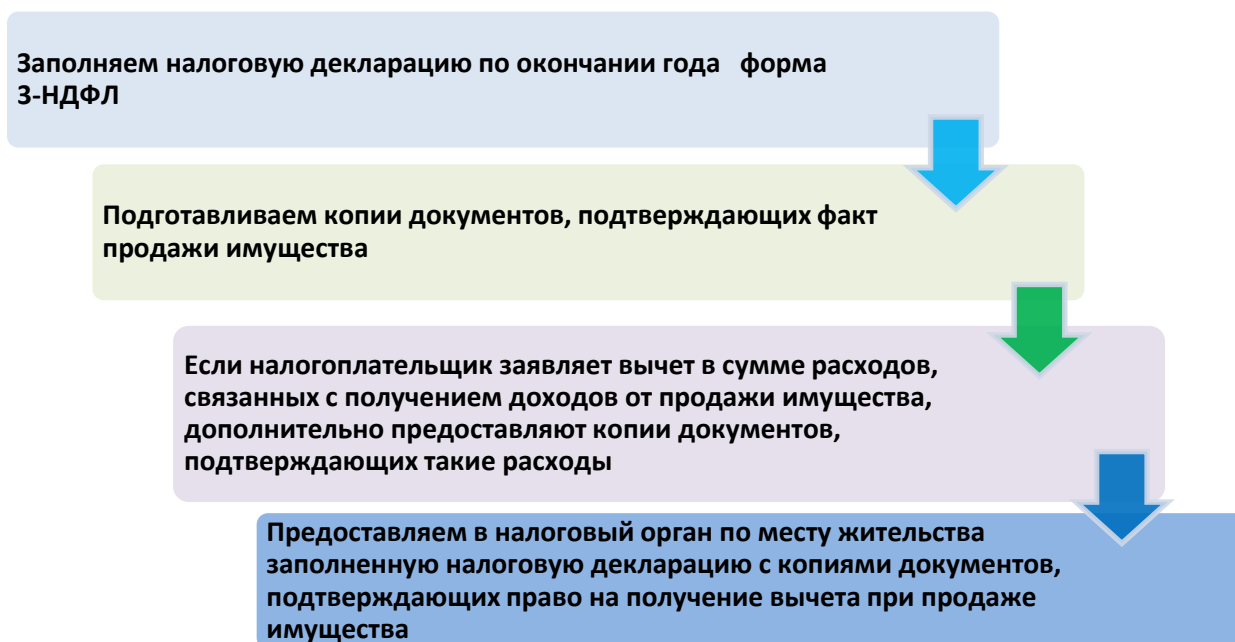 Заполняем налоговую декларацию по окончании года форма
3-НДФЛ
Подготавливаем копии документов, подтверждающих факт
продажи имущества
Если налогоплательщик заявляет вычет в сумме расходов,
связанных с получением доходов от продажи имущества,
дополнительно предоставляют копии документов,
подтверждающих такие расходы
Предоставляем в налоговый орган по месту жительства
заполненную налоговую декларацию с копиями документов,
подтверждающих право на получение вычета при продаже
имущества